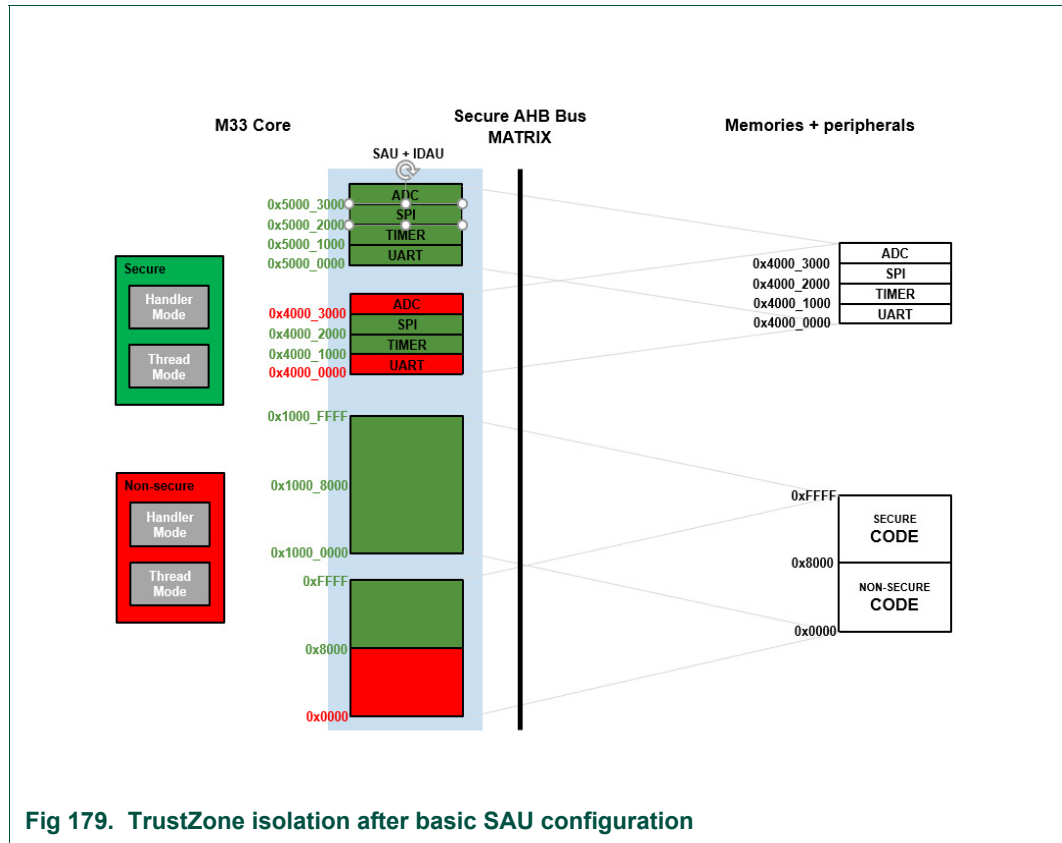 M33 Core
Secure AHB Bus
MATRIX
Memories + peripherals
SAU + IDAU
ADC
0x5000_3000
SPI
0x5000_2000
TIMER
0x5000_1000
UART
0x5000_0000
ADC
0x4000_3000
SPI
0x4000_2000
TIMER
0x4000_1000
UART
0x4000_0000
Secure
Handler
Mode
Thread
Mode
ADC
0x4000_3000
SPI
0x4000_2000
TIMER
0x4000_1000
UART
0x4000_0000
0x1000_FFFF
0x1000_8000
0x1000_0000
Non-secure
Handler
Mode
Thread
Mode
0xFFFF
0x8000
0x0000
0xFFFF
SECURE
CODE
0x8000
NON-SECURE
CODE
0x0000
Fig 179. TrustZone isolation after basic SAU configuration